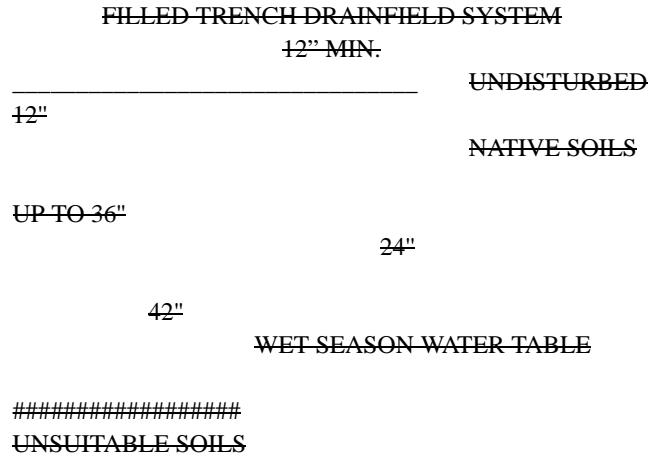 FILLED TRENCH DRAINFIELD SYSTEM
12” MIN.
________________________________ UNDISTURBED
12"
NATIVE SOILS
UP TO 36"
24"
42"
WET SEASON WATER TABLE
##################
UNSUITABLE SOILS